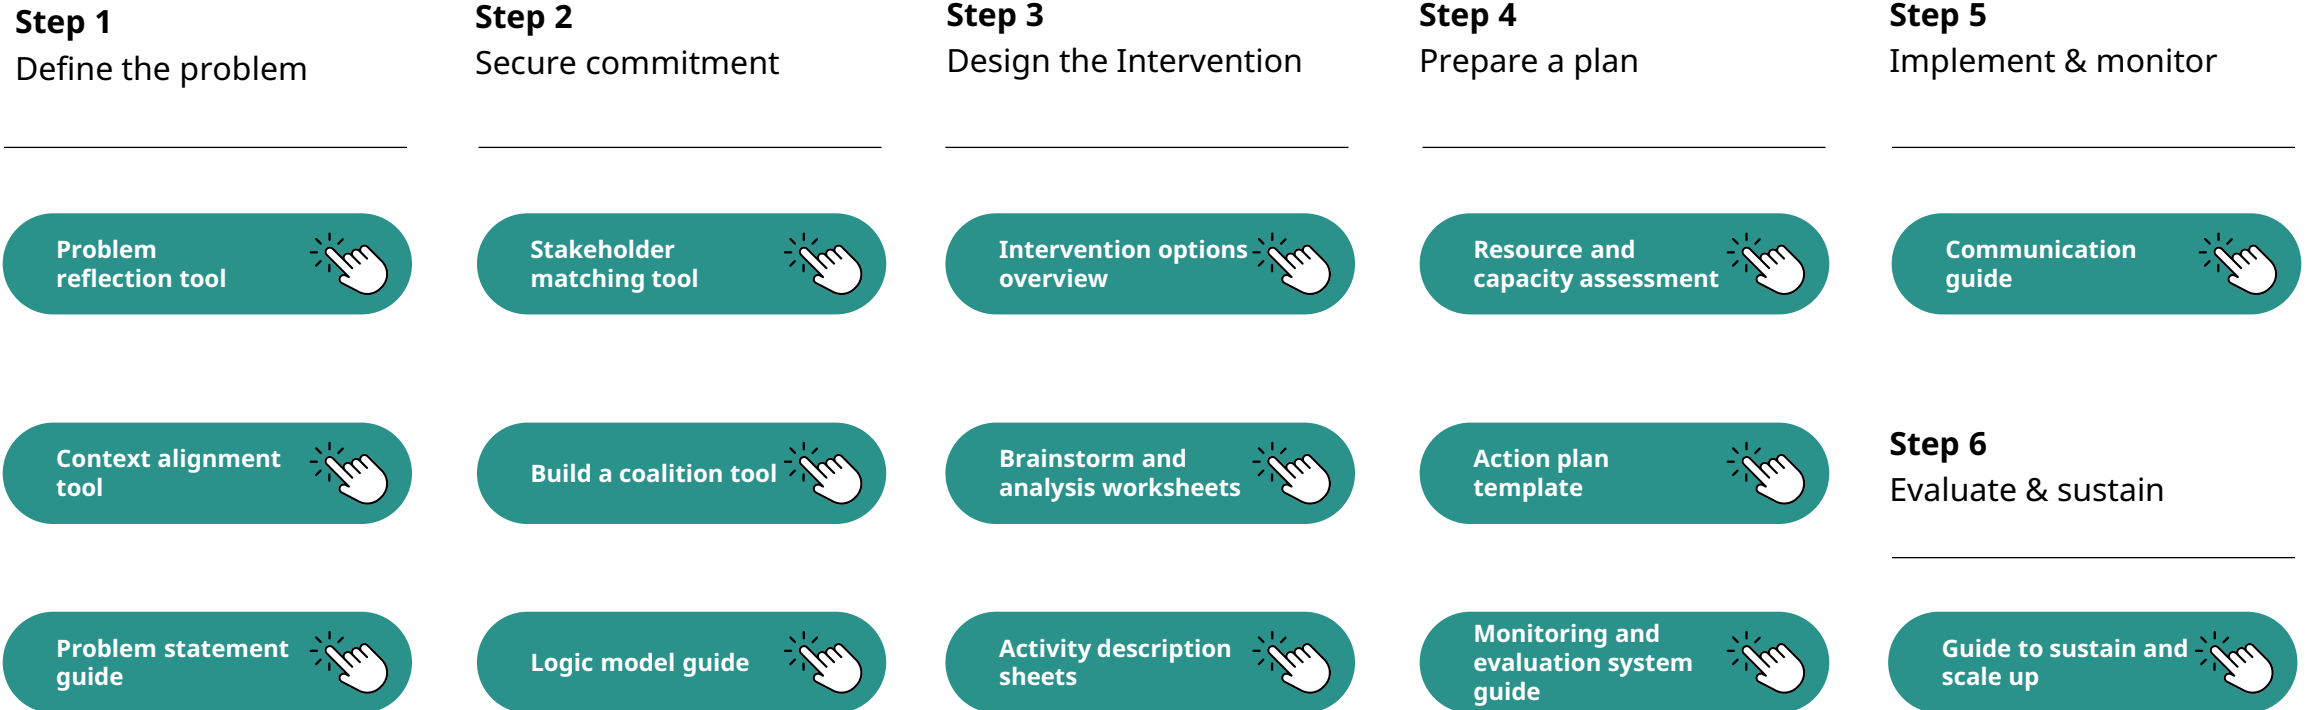 Step 1
Define the problem
Problem
reflection tool
Context alignment
tool
Problem statement
guide
Step 2
Secure commitment
Stakeholder
matching tool
Build a coalition tool
Logic model guide
Step 3
Design the Intervention
Intervention options
overview
Brainstorm and
analysis worksheets
Activity description
sheets
Step 4
Prepare a plan
Resource and
capacity assessment
Action plan
template
Monitoring and
evaluation system
guide
Step 5
Implement & monitor
Communication
guide
Step 6
Evaluate & sustain
Guide to sustain and
scale up